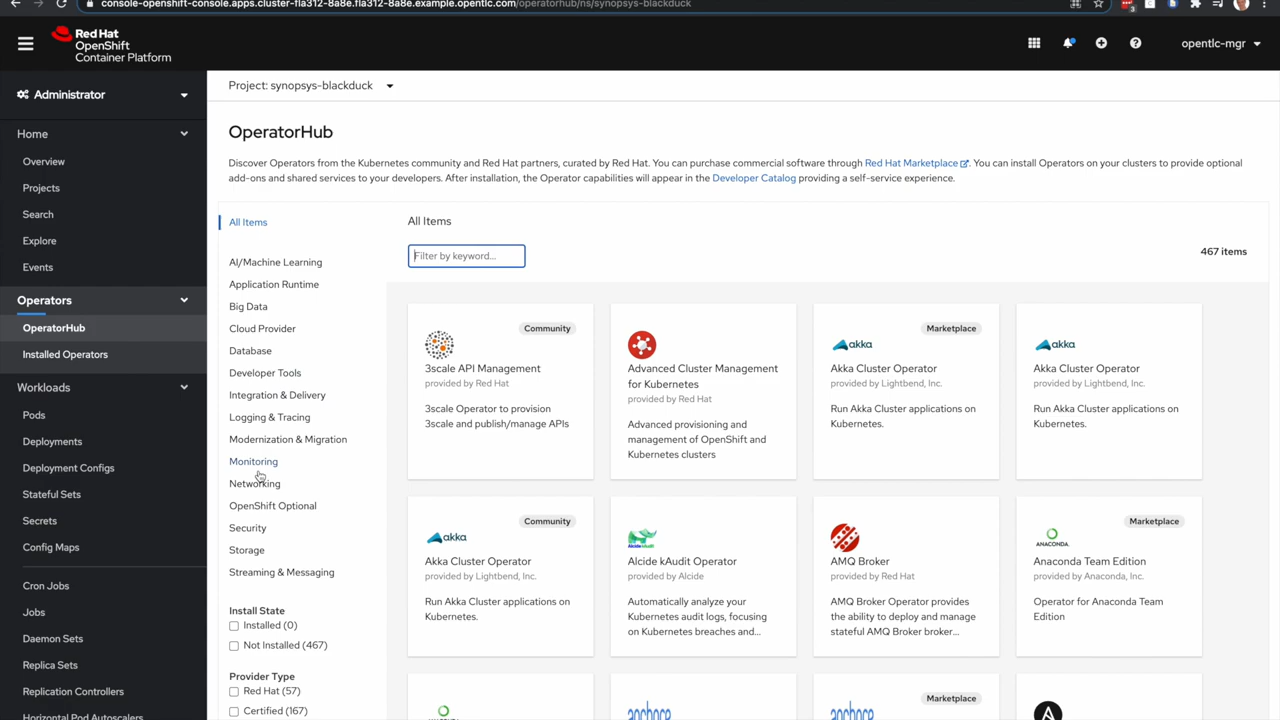 console-openshift-console.apps.cluster-fla312-8a8e.fla312-8a8e.example.opentlc.com/operatorhub/ns/synopsys-blackduck
Red Hat
OpenShift
Container Platform
opentlc-mgr
Administrator
Home
Overview
Projects
Search
Explore
Events
Operators
OperatorHub
Installed Operators
Workloads
Pods
Deployments
Deployment Configs
Stateful Sets
Secrets
Config Maps
Cron Jobs
Jobs
Daemon Sets
Replica Sets
Replication Controllers
Horizontal Pod Autoscalers
Project: synopsys-blackduck
OperatorHub
Discover Operators from the Kubernetes community and Red Hat partners, curated by Red Hat. You can purchase commercial software through Red Hat Marketplace. You can install Operators on your clusters to provide optional
add-ons and shared services to your developers. After installation, the Operator capabilities will appear in the Developer Catalog providing a self-service experience.
All Items
AI/Machine Learning
Application Runtime
Big Data
Cloud Provider
Database
Developer Tools
Integration & Delivery
Logging & Tracing
Modernization & Migration
Monitoring
Networking
OpenShift Optional
Security
Storage
Streaming & Messaging
Install State
Installed (0)
Not Installed (467)
Provider Type
Red Hat (57)
Certified (167)
All Items
Filter by keyword...
467 items
Community
3scale API Management
provided by Red Hat
3scale Operator to provision
3scale and publish/manage APIs
Advanced Cluster Management
for Kubernetes
provided by Red Hat
Advanced provisioning and
management of OpenShift and
Kubernetes clusters
akka
Marketplace
Akka Cluster Operator
provided by Lightbend, Inc.
Run Akka Cluster applications on
Kubernetes.
akka
Akka Cluster Operator
provided by Lightbend, Inc.
Run Akka Cluster applications on
Kubernetes.
akka
Community
Akka Cluster Operator
provided by Lightbend, Inc.
Run Akka Cluster applications on
Kubernetes.
Alcide kAudit
Alcide kAudit Operator
provided by Alcide
Automatically analyze your
Kubernetes audit logs, focusing
on Kubernetes breaches and...
AMQ Broker
provided by Red Hat
AMQ Broker Operator provides
the ability to deploy and manage
stateful AMQ Broker broker...
ANACONDA
Marketplace
Anaconda Team Edition
provided by Anaconda, Inc.
Operator for Anaconda Team
Edition
anchore
anchore
Marketplace